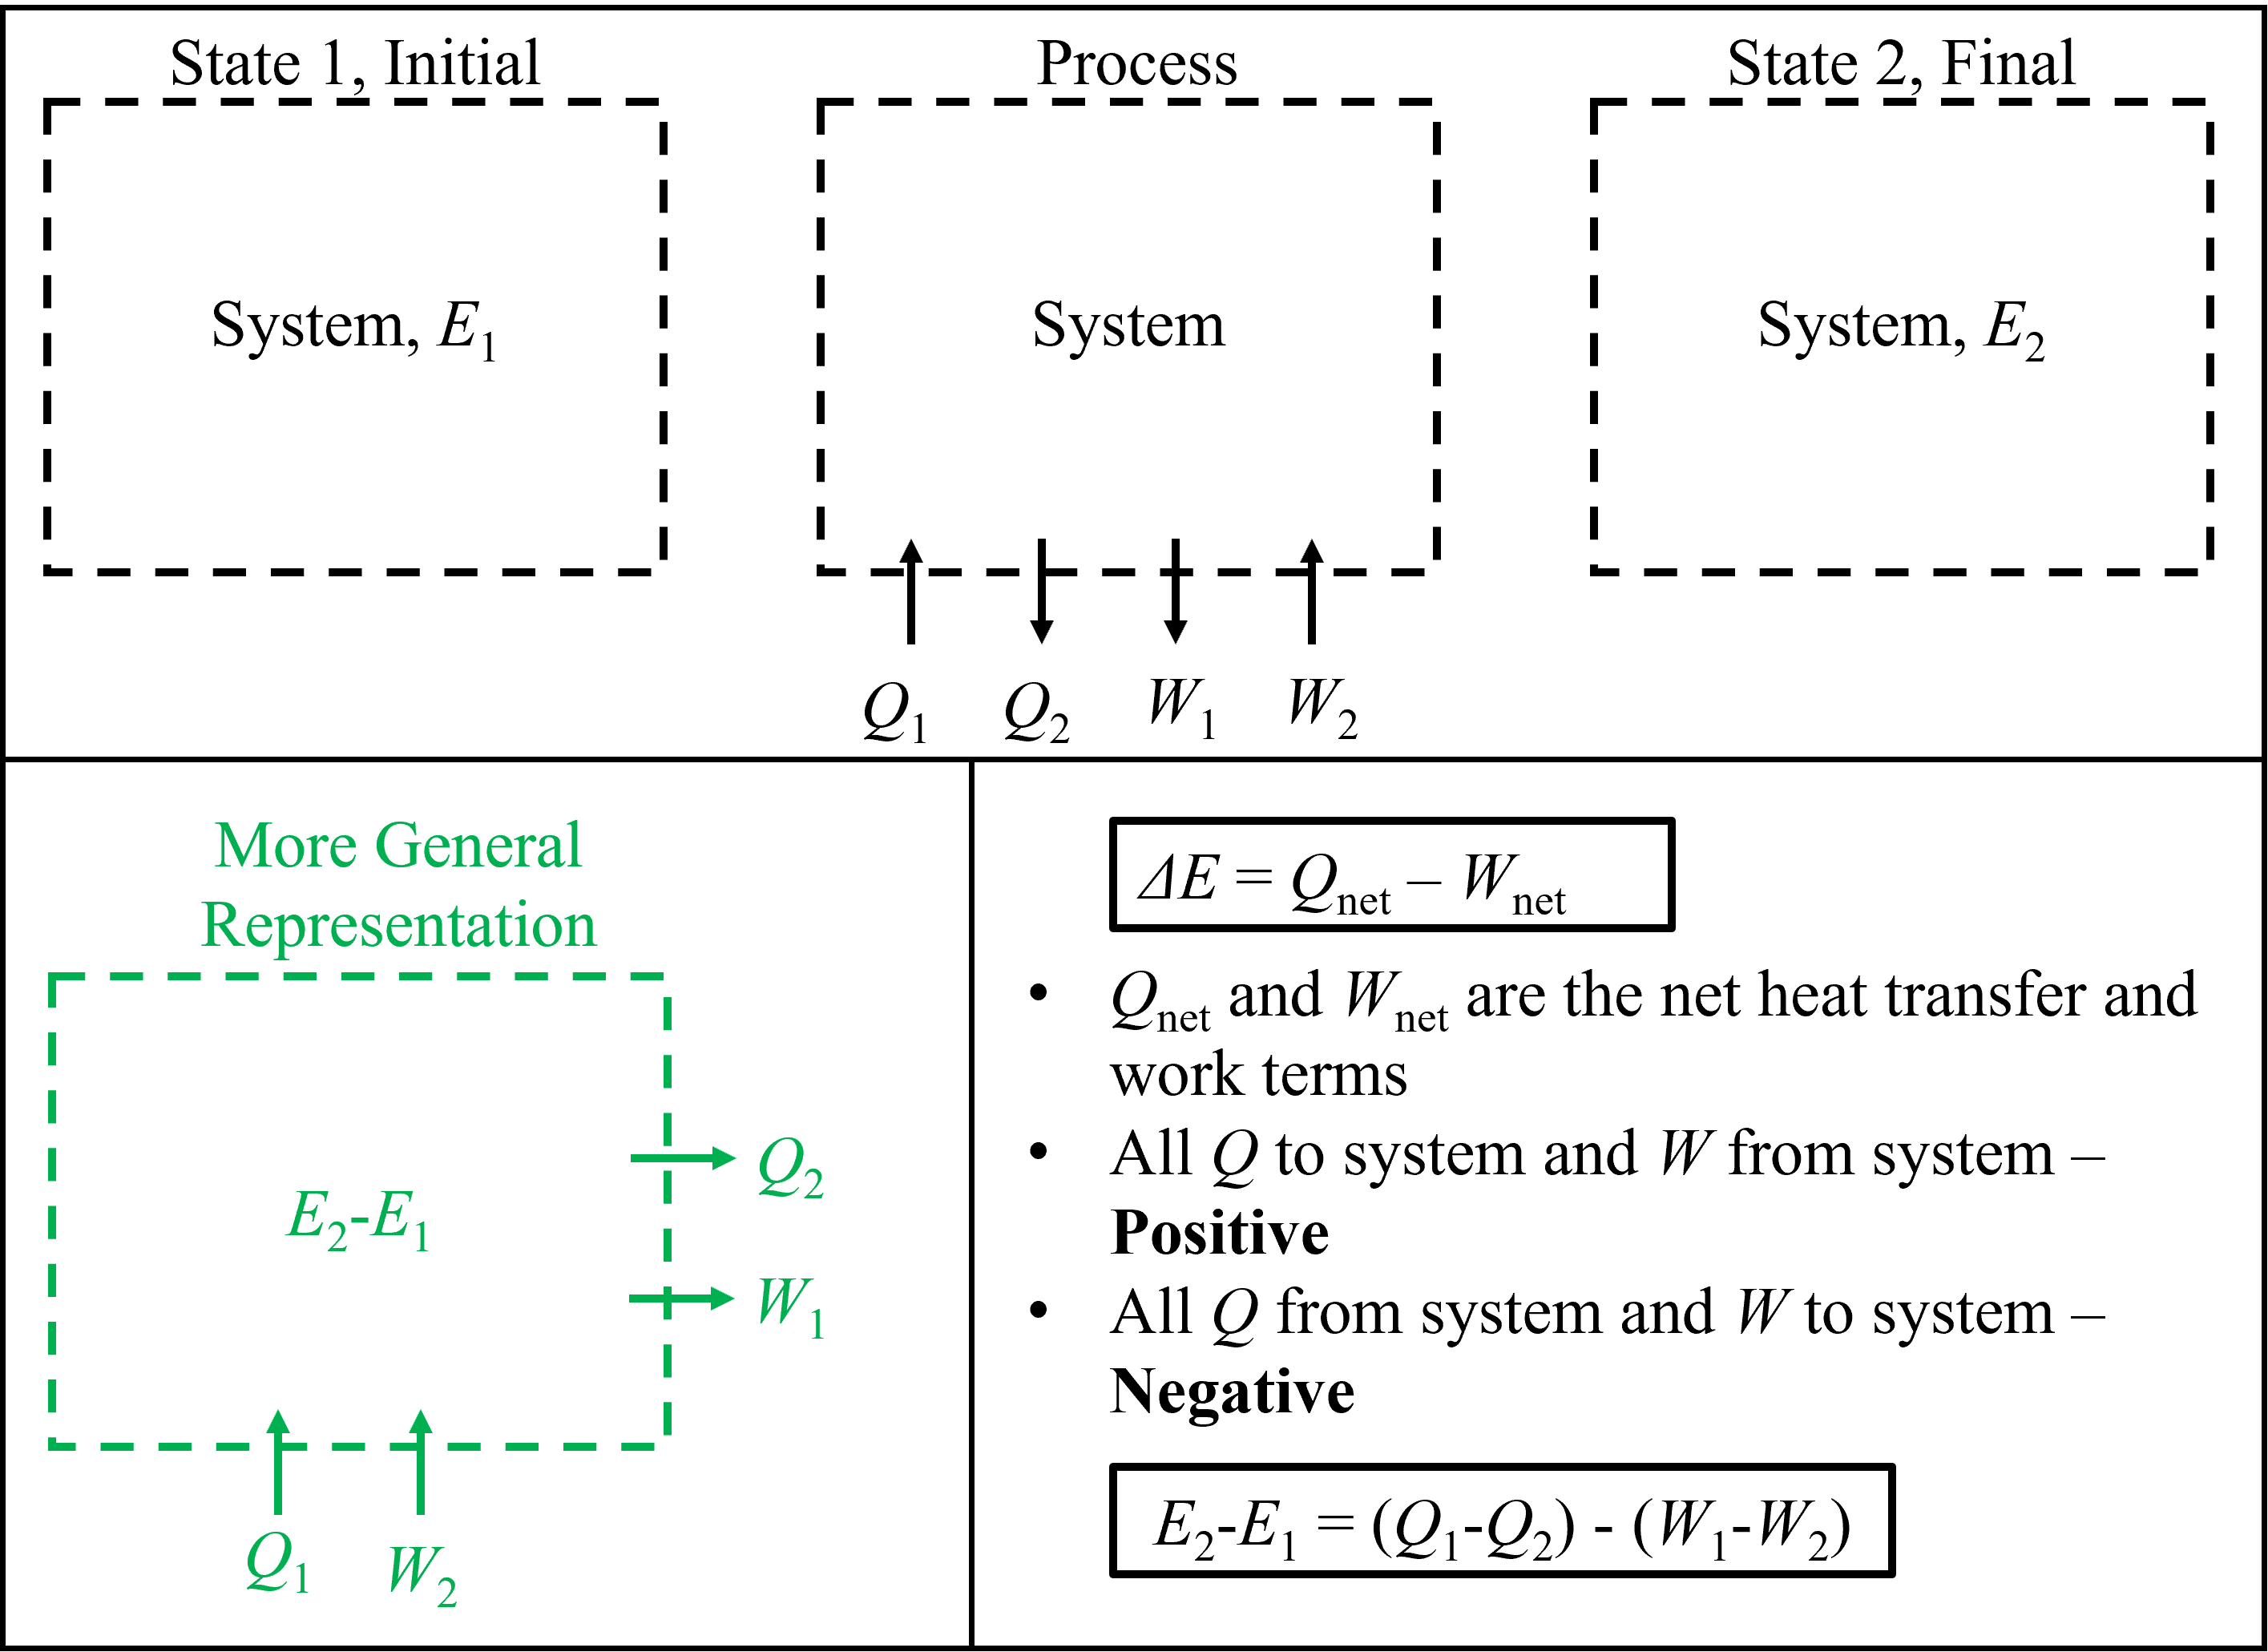 State 1, Initial
Process
State 2, Final
System, E₁
System
System, E₂
Q₁
Q₂
W₁
W₂
More General
Representation
E₂-E₁
Q₂
W₁
Q₁
W₂
ΔE = Qnet – Wnet
• Qnet and Wnet are the net heat transfer and
work terms
• All Q to system and W from system –
Positive
• All Q from system and W to system –
Negative
E₂-E₁ = (Q₁-Q₂) - (W₁-W₂)